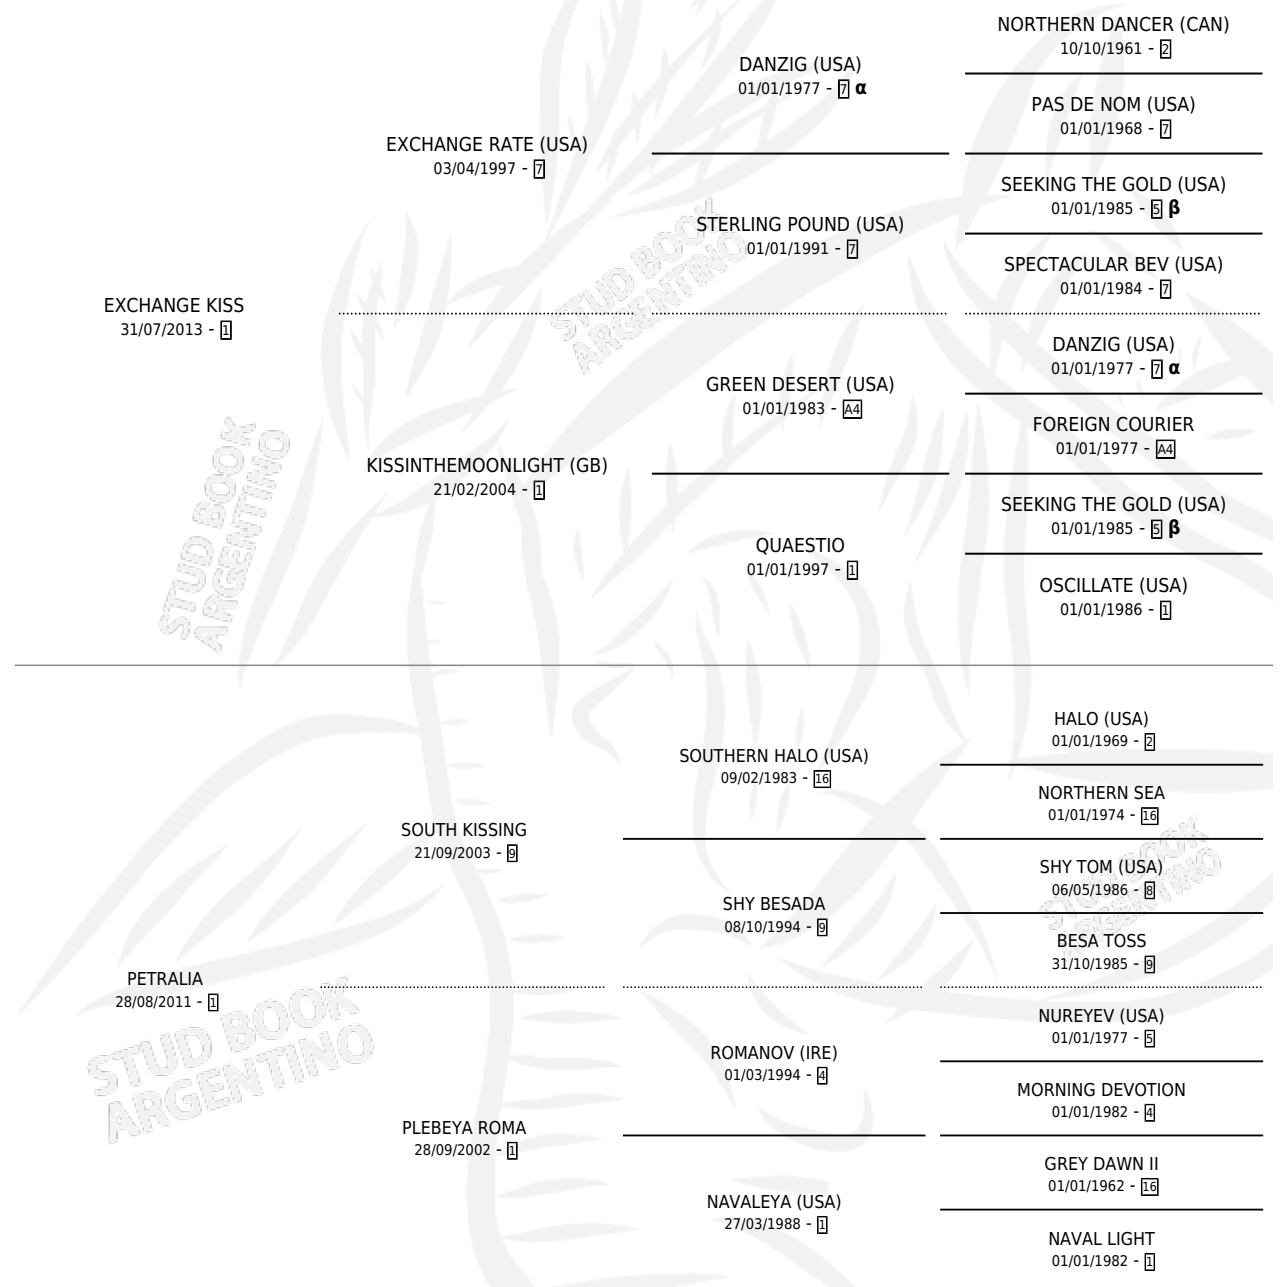 NORTHERN DANCER (CAN)
10/10/1961 - 2
DANZIG (USA)
01/01/1977 - 7 α
PAS DE NOM (USA)
01/01/1968 - 7
EXCHANGE RATE (USA)
03/04/1997 - 7
SEEKING THE GOLD (USA)
01/01/1985 - 5 β
STERLING POUND (USA)
01/01/1991 - 7
SPECTACULAR BEV (USA)
01/01/1984 - 7
EXCHANGE KISS
31/07/2013 - 1
DANZIG (USA)
01/01/1977 - 7 α
GREEN DESERT (USA)
01/01/1983 - A4
FOREIGN COURIER
01/01/1977 - A4
KISSINTHEMOONLIGHT (GB)
21/02/2004 - 1
SEEKING THE GOLD (USA)
01/01/1985 - 5 β
QUAESTIO
01/01/1997 - 1
OSCILLATE (USA)
01/01/1986 - 1
HALO (USA)
01/01/1969 - 2
SOUTHERN HALO (USA)
09/02/1983 - 16
NORTHERN SEA
01/01/1974 - 16
SOUTH KISSING
21/09/2003 - 9
SHY TOM (USA)
06/05/1986 - 8
SHY BESADA
08/10/1994 - 9
BESA TOSS
31/10/1985 - 9
PETRALIA
28/08/2011 - 1
NUREYEV (USA)
01/01/1977 - 5
ROMANOV (IRE)
01/03/1994 - 4
MORNING DEVOTION
01/01/1982 - 4
PLEBEYA ROMA
28/09/2002 - 1
GREY DAWN II
01/01/1962 - 16
NAVALEYA (USA)
27/03/1988 - 1
NAVAL LIGHT
01/01/1982 - 1
STUD BOOK
ARGENTINO
STUD BOOK
ARGENTINO
STUD BOOK
ARGENTINO
STUD BOOK
ARGENTINO